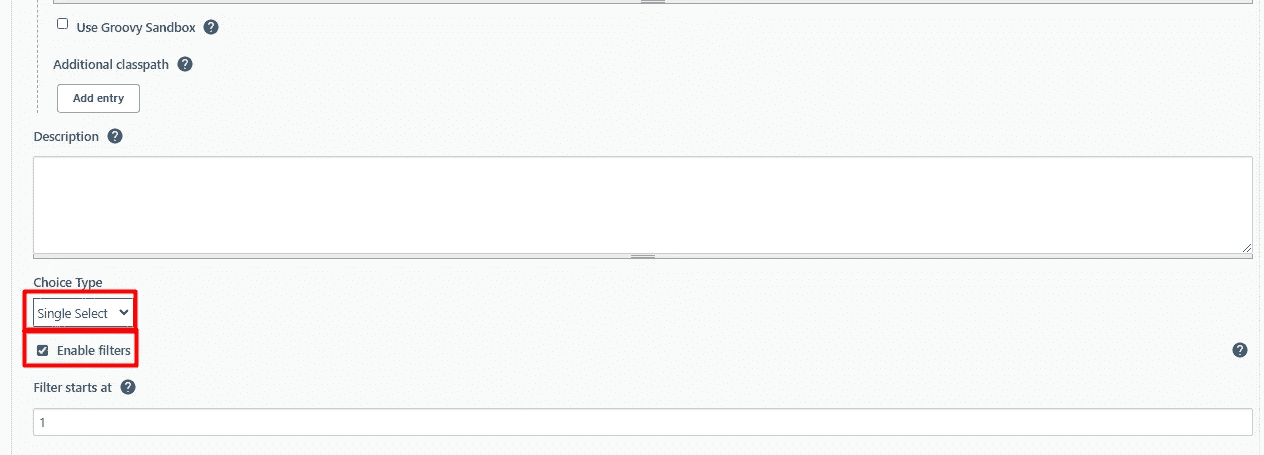 Use Groovy Sandbox ?
Additional classpath ?
Add entry
Description ?
Choice Type
Single Select
Enable filters ?
Filter starts at ?
1